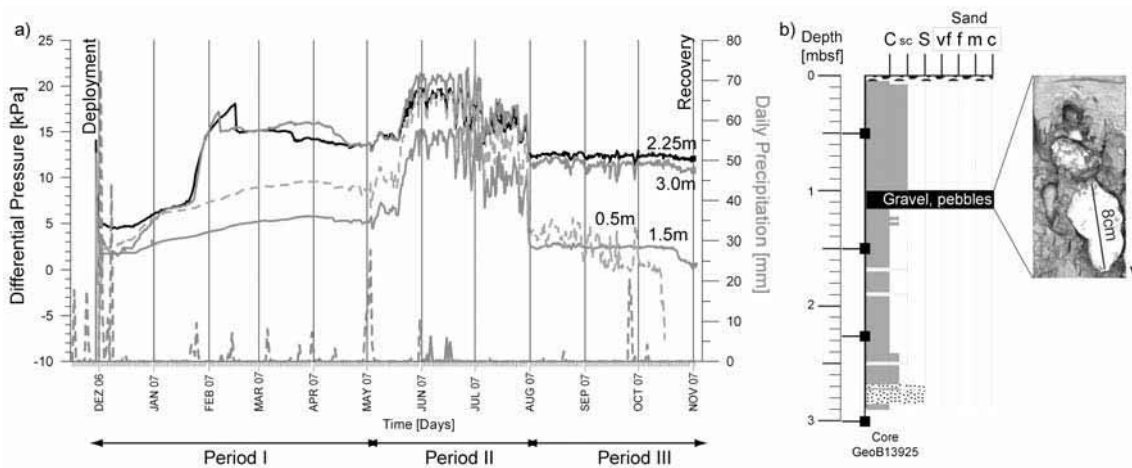 a)
25
20
15
10
5
0
-5
-10
Differential Pressure [kPa]
Deployment
Recovery
2.25m
3.0m
0.5m
1.5m
80
70
60
50
40
30
20
10
0
Daily Precipitation [mm]
DEZ 06
JAN 07
FEB 07
MAR 07
APR 07
MAY 07
JUN 07
JUL 07
AUG 07
SEP 07
OCT 07
NOV 07
Time [Days]
Period I
Period II
Period III
b)
Depth
[mbsf]
Sand
C sc S vf f m c
0
1
2
3
Gravel, pebbles
8cm
Core
GeoB13925